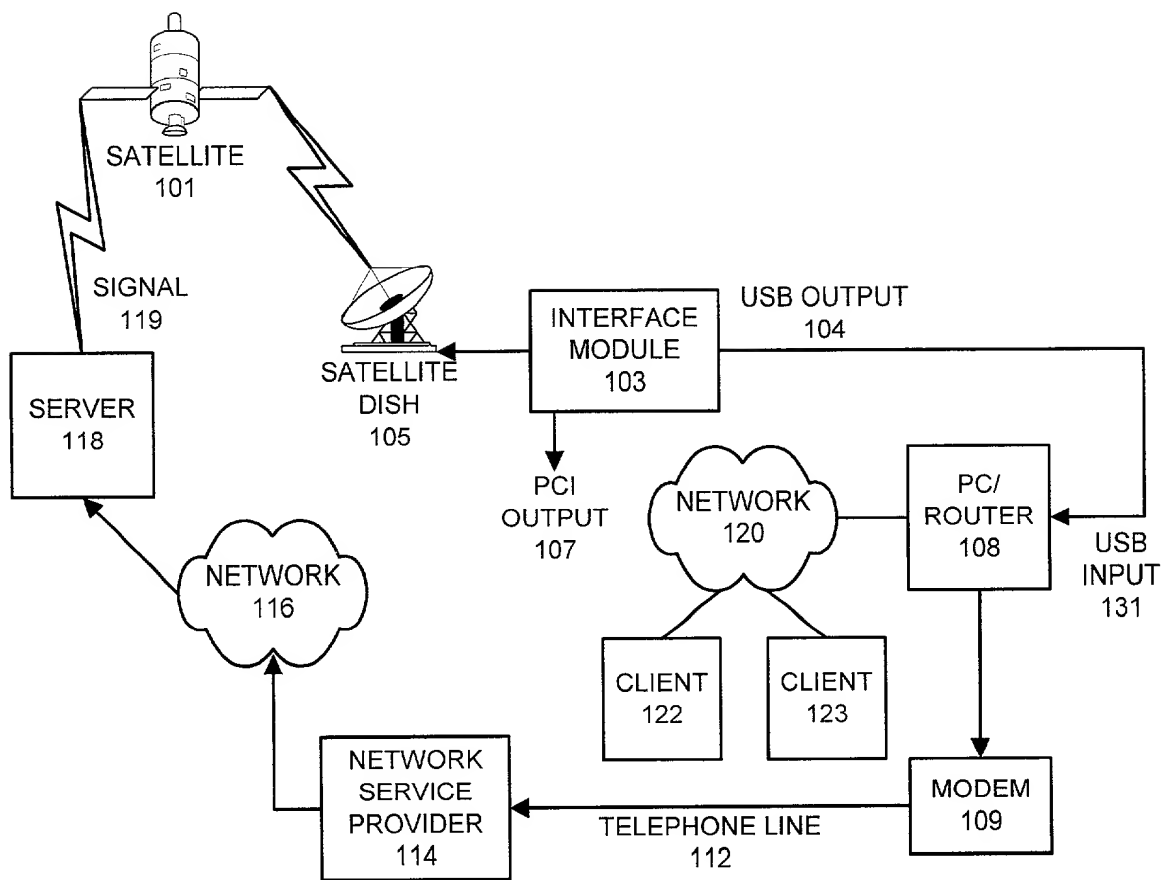 SATELLITE
101
SIGNAL
119
SERVER
118
SATELLITE
DISH
105
INTERFACE
MODULE
103
USB OUTPUT
104
PCI
OUTPUT
107
NETWORK
120
PC/
ROUTER
108
USB
INPUT
131
NETWORK
116
CLIENT
122
CLIENT
123
NETWORK
SERVICE
PROVIDER
114
TELEPHONE LINE
112
MODEM
109